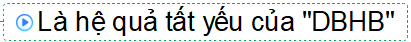 Là hệ quả tất yếu của "DBHB"